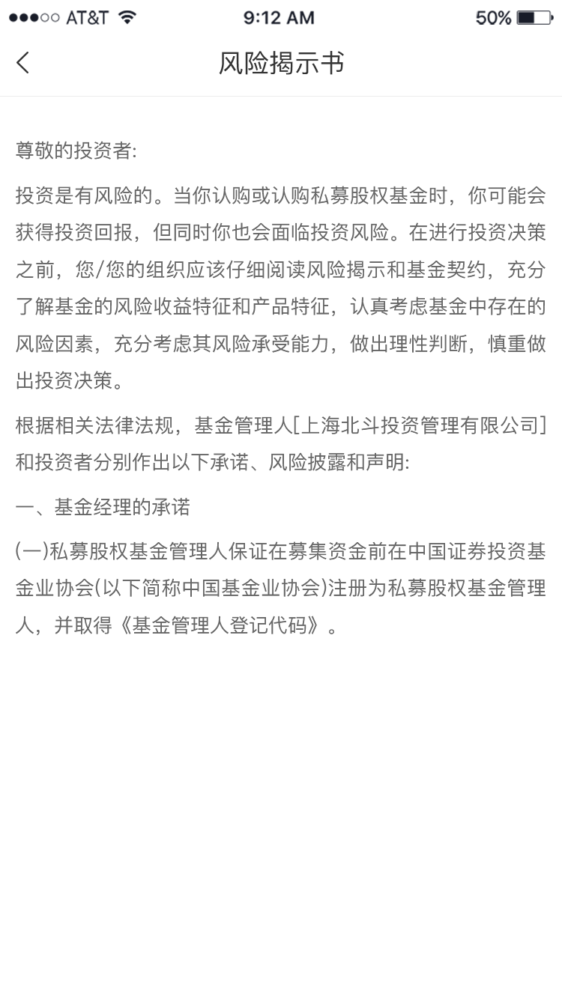 AT&T 9:12 AM 50%
风险揭示书
尊敬的投资者:
投资是有风险的。当你认购或认购私募股权基金时，你可能会
获得投资回报，但同时你也会面临投资风险。在进行投资决策
之前，您/您的组织应该仔细阅读风险揭示和基金契约，充分
了解基金的风险收益特征和产品特征，认真考虑基金中存在的
风险因素，充分考虑其风险承受能力，做出理性判断，慎重做
出投资决策。
根据相关法律法规，基金管理人[上海北斗投资管理有限公司]
和投资者分别作出以下承诺、风险披露和声明:
一、基金经理的承诺
(一)私募股权基金管理人保证在募集资金前在中国证券投资基
金业协会(以下简称中国基金业协会)注册为私募股权基金管理
人，并取得《基金管理人登记代码》。